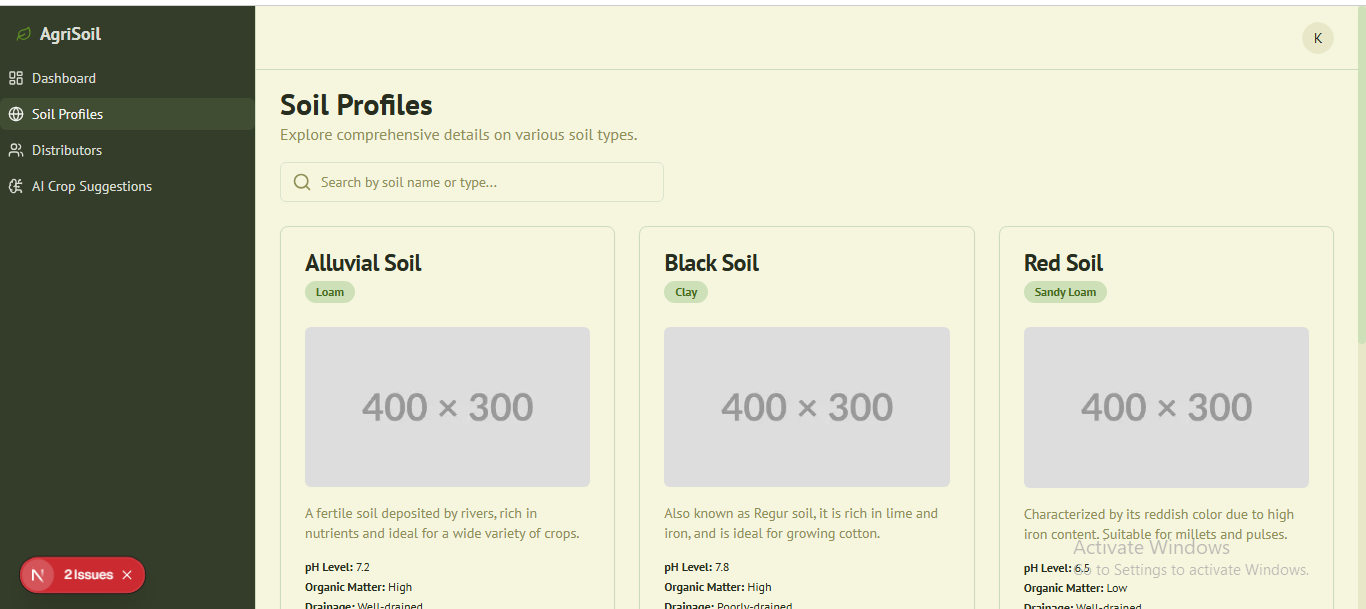 AgriSoil
Dashboard
Soil Profiles
Distributors
AI Crop Suggestions
N 2 Issues ×
K
Soil Profiles
Explore comprehensive details on various soil types.
Search by soil name or type...
Alluvial Soil
Loam
400 × 300
A fertile soil deposited by rivers, rich in
nutrients and ideal for a wide variety of crops.
pH Level: 7.2
Organic Matter: High
Drainage: Well-drained
Black Soil
Clay
400 × 300
Also known as Regur soil, it is rich in lime and
iron, and is ideal for growing cotton.
pH Level: 7.8
Organic Matter: High
Drainage: Poorly-drained
Red Soil
Sandy Loam
400 × 300
Characterized by its reddish color due to high
iron content. Suitable for millets and pulses.
pH Level: 6.5
Organic Matter: Low
Drainage: Well-drained
Activate Windows
Go to Settings to activate Windows.